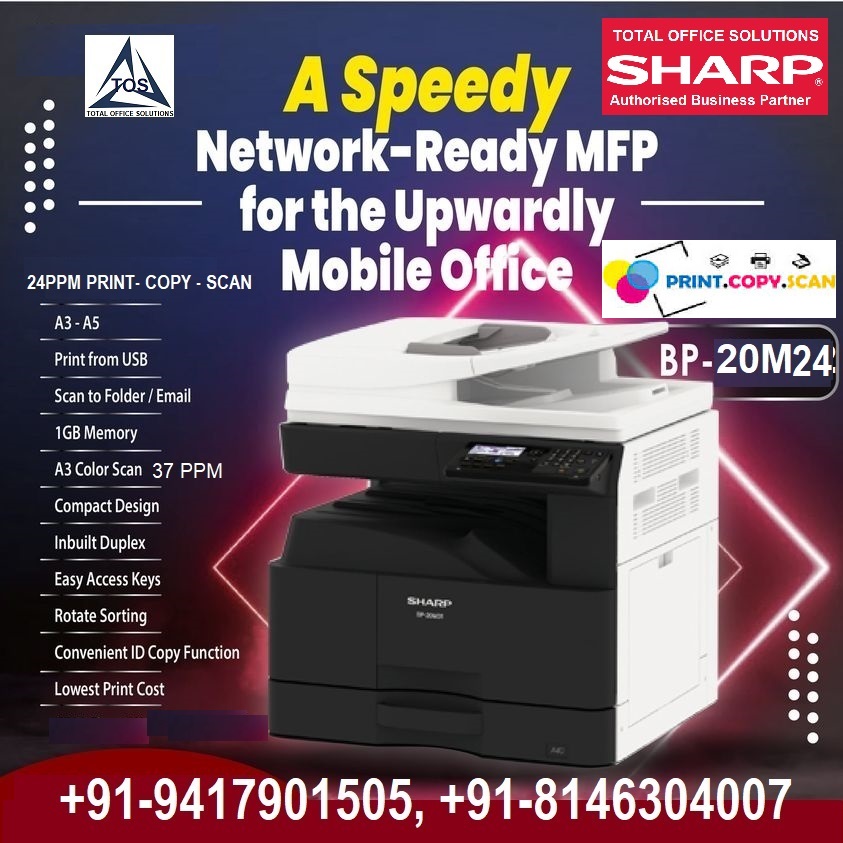 TOS
TOTAL OFFICE SOLUTIONS
TOTAL OFFICE SOLUTIONS
SHARP®
Authorised Business Partner
A Speedy
Network-Ready MFP
for the Upwardly
Mobile Office
PRINT.COPY.SCAN
24PPM PRINT- COPY - SCAN
BP-20M24
A3 - A5
Print from USB
Scan to Folder / Email
1GB Memory
A3 Color Scan 37 PPM
Compact Design
Inbuilt Duplex
Easy Access Keys
Rotate Sorting
Convenient ID Copy Function
Lowest Print Cost
SHARP
+91-9417901505, +91-8146304007